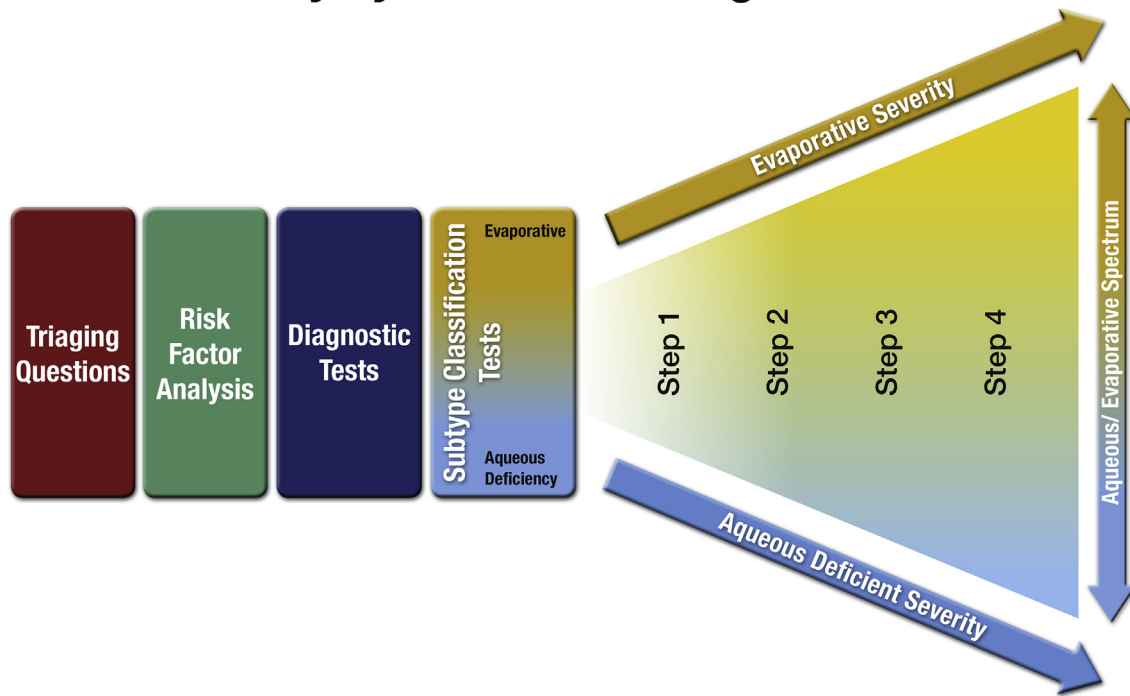 Triaging
Questions
Risk
Factor
Analysis
Diagnostic
Tests
Subtype Classification
Tests
Evaporative
Aqueous
Deficiency
Step 1
Step 2
Step 3
Step 4
Evaporative Severity
Aqueous Deficient Severity
Aqueous/ Evaporative Spectrum